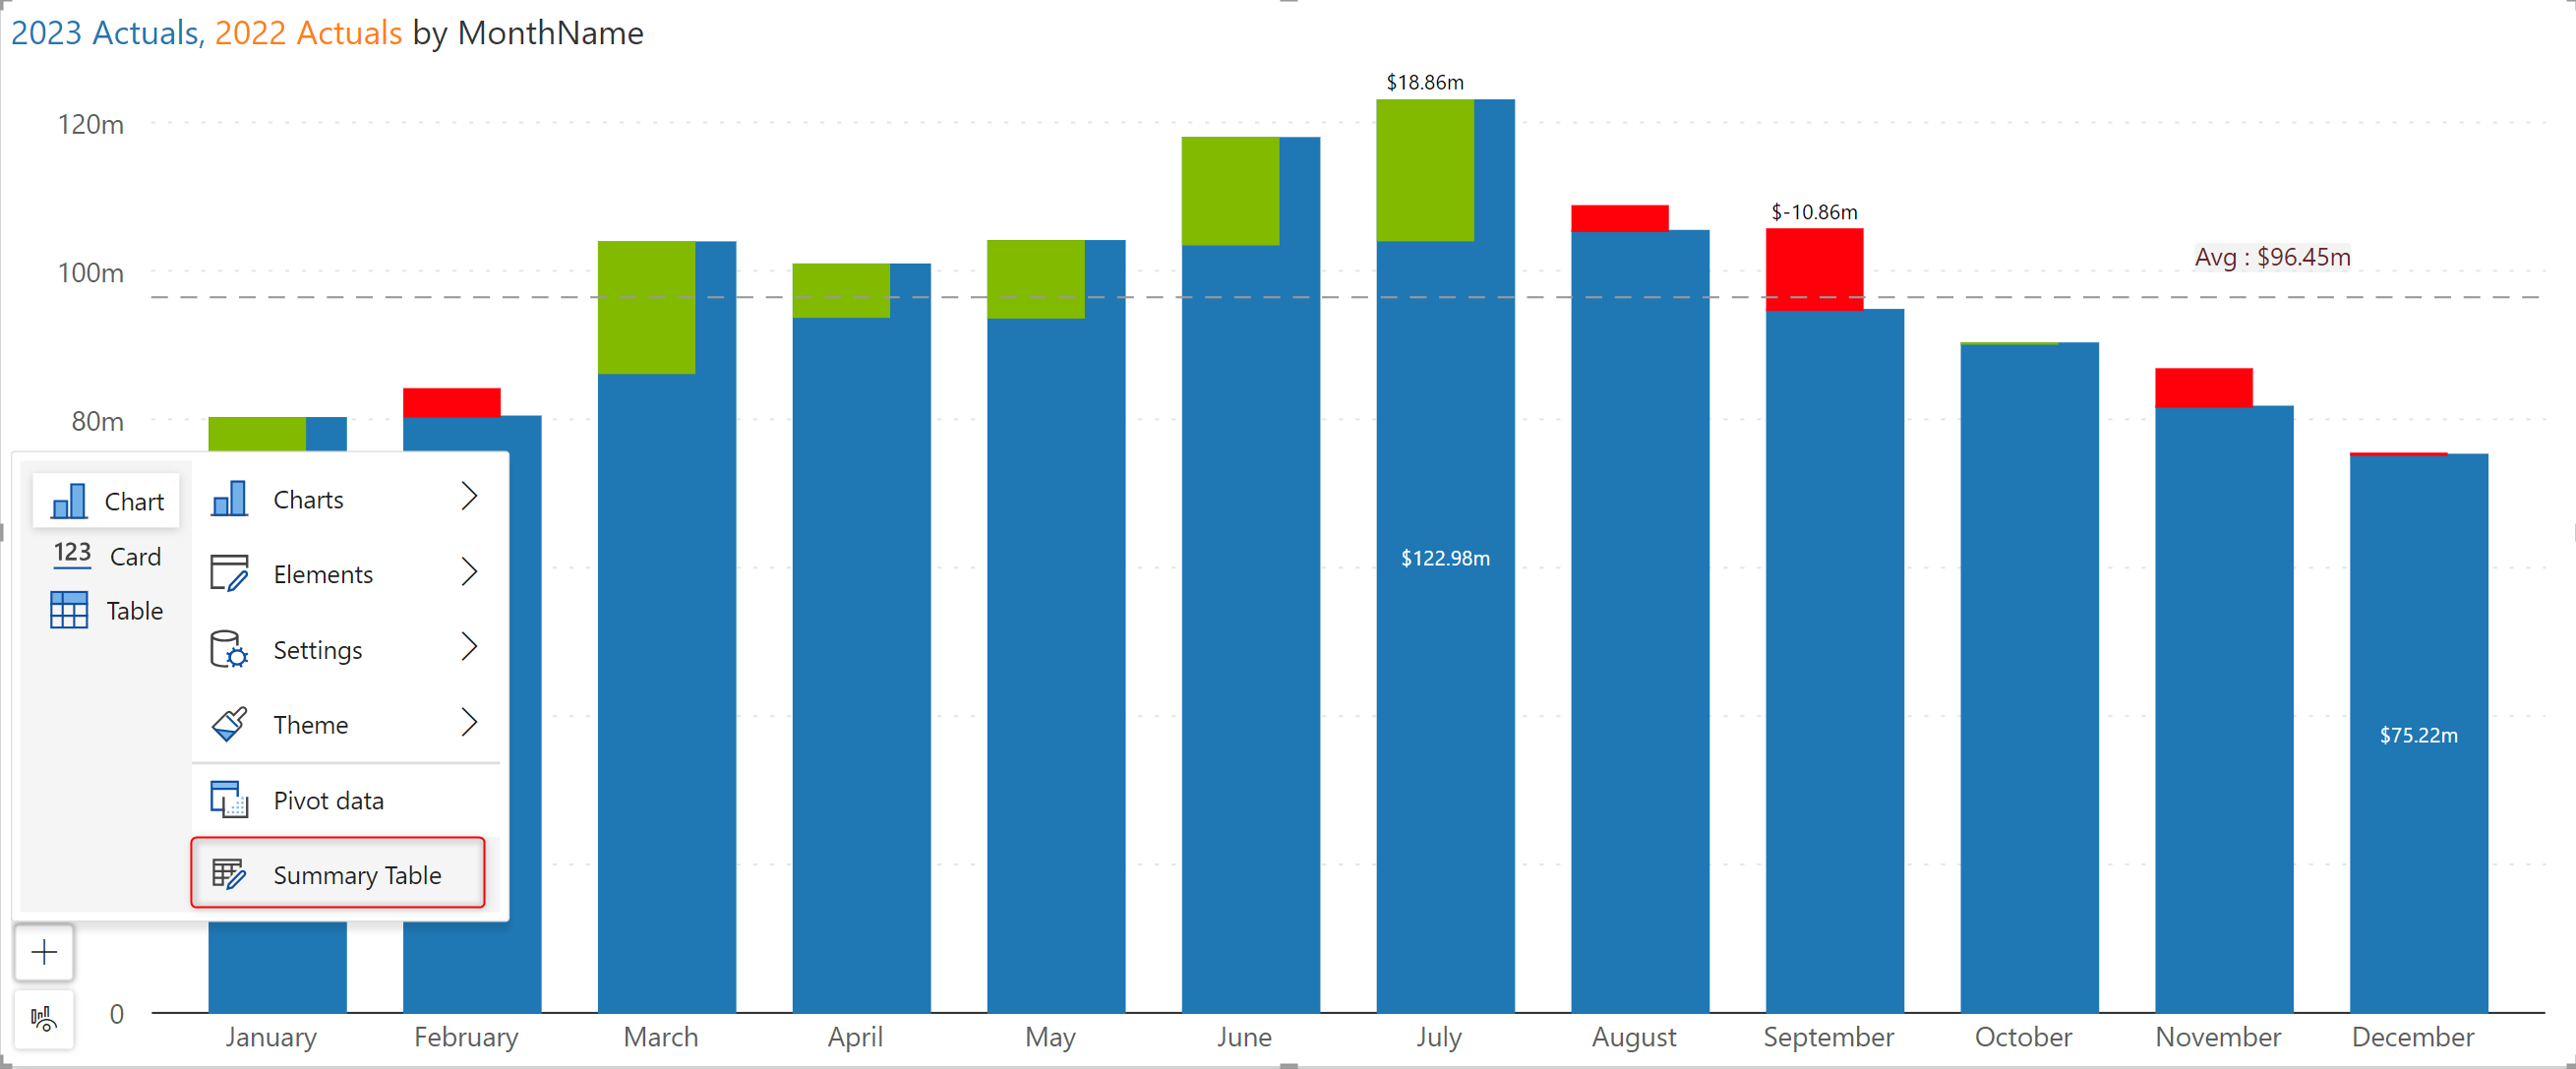 2023 Actuals, 2022 Actuals by MonthName
$18.86m
120m
$-10.86m
Avg : $96.45m
100m
80m
Chart
Card
Table
Charts
Elements
Settings
Theme
Pivot data
Summary Table
123
$122.98m
$75.22m
0
January February March April May June July August September October November December